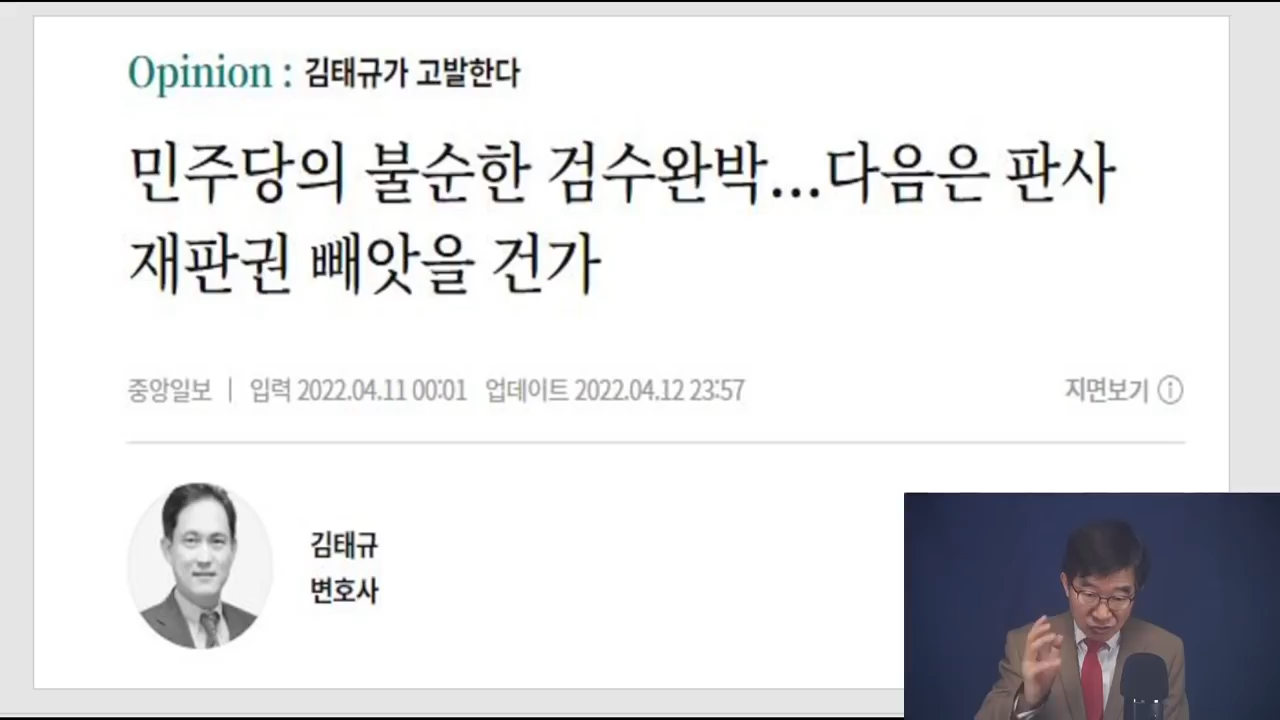 Opinion : 김태규가 고발한다
민주당의 불순한 검수완박...다음은 판사
재판권 빼앗을 건가
중앙일보 | 입력 2022.04.11 00:01 업데이트 2022.04.12 23:57 지면보기 ⓘ
김태규
변호사